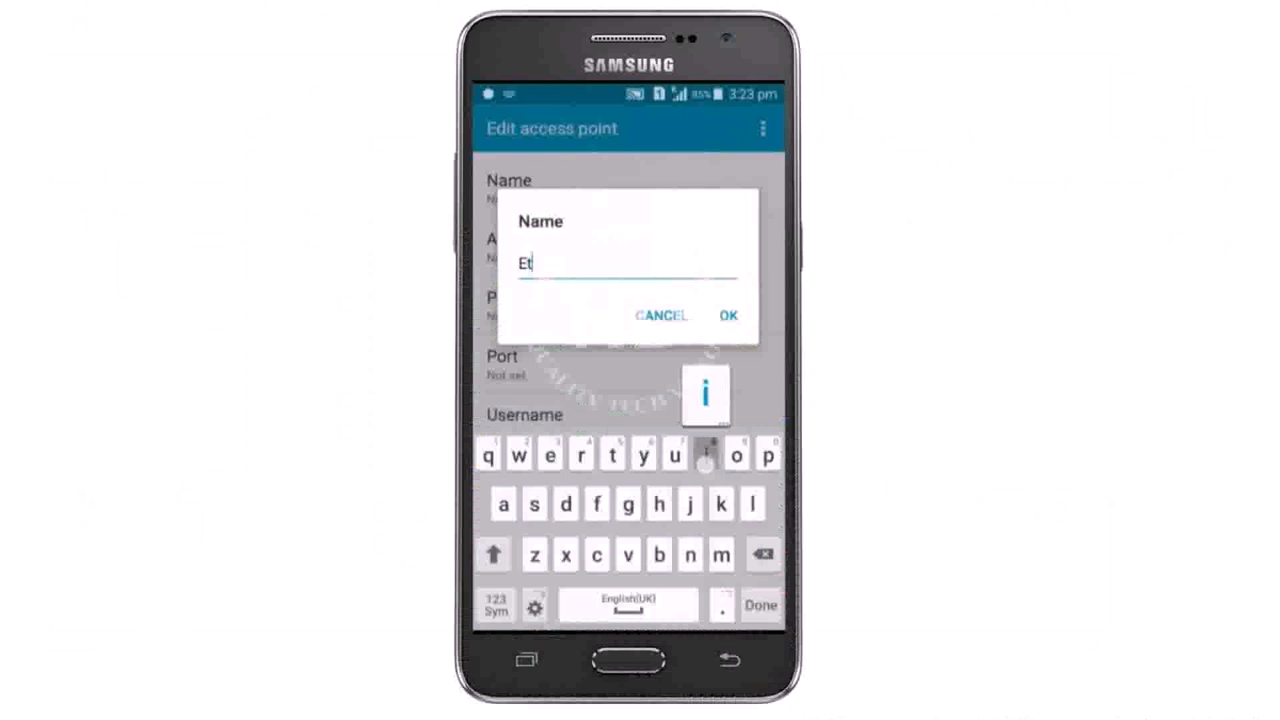 SAMSUNG
85% 3:23 pm
Edit access point
Name
Name
Et
CANCEL OK
Port
Not set
Username
i
q w e r t y u i o p
a s d f g h j k l
z x c v b n m
123
Sym
English(UK)
.
Done